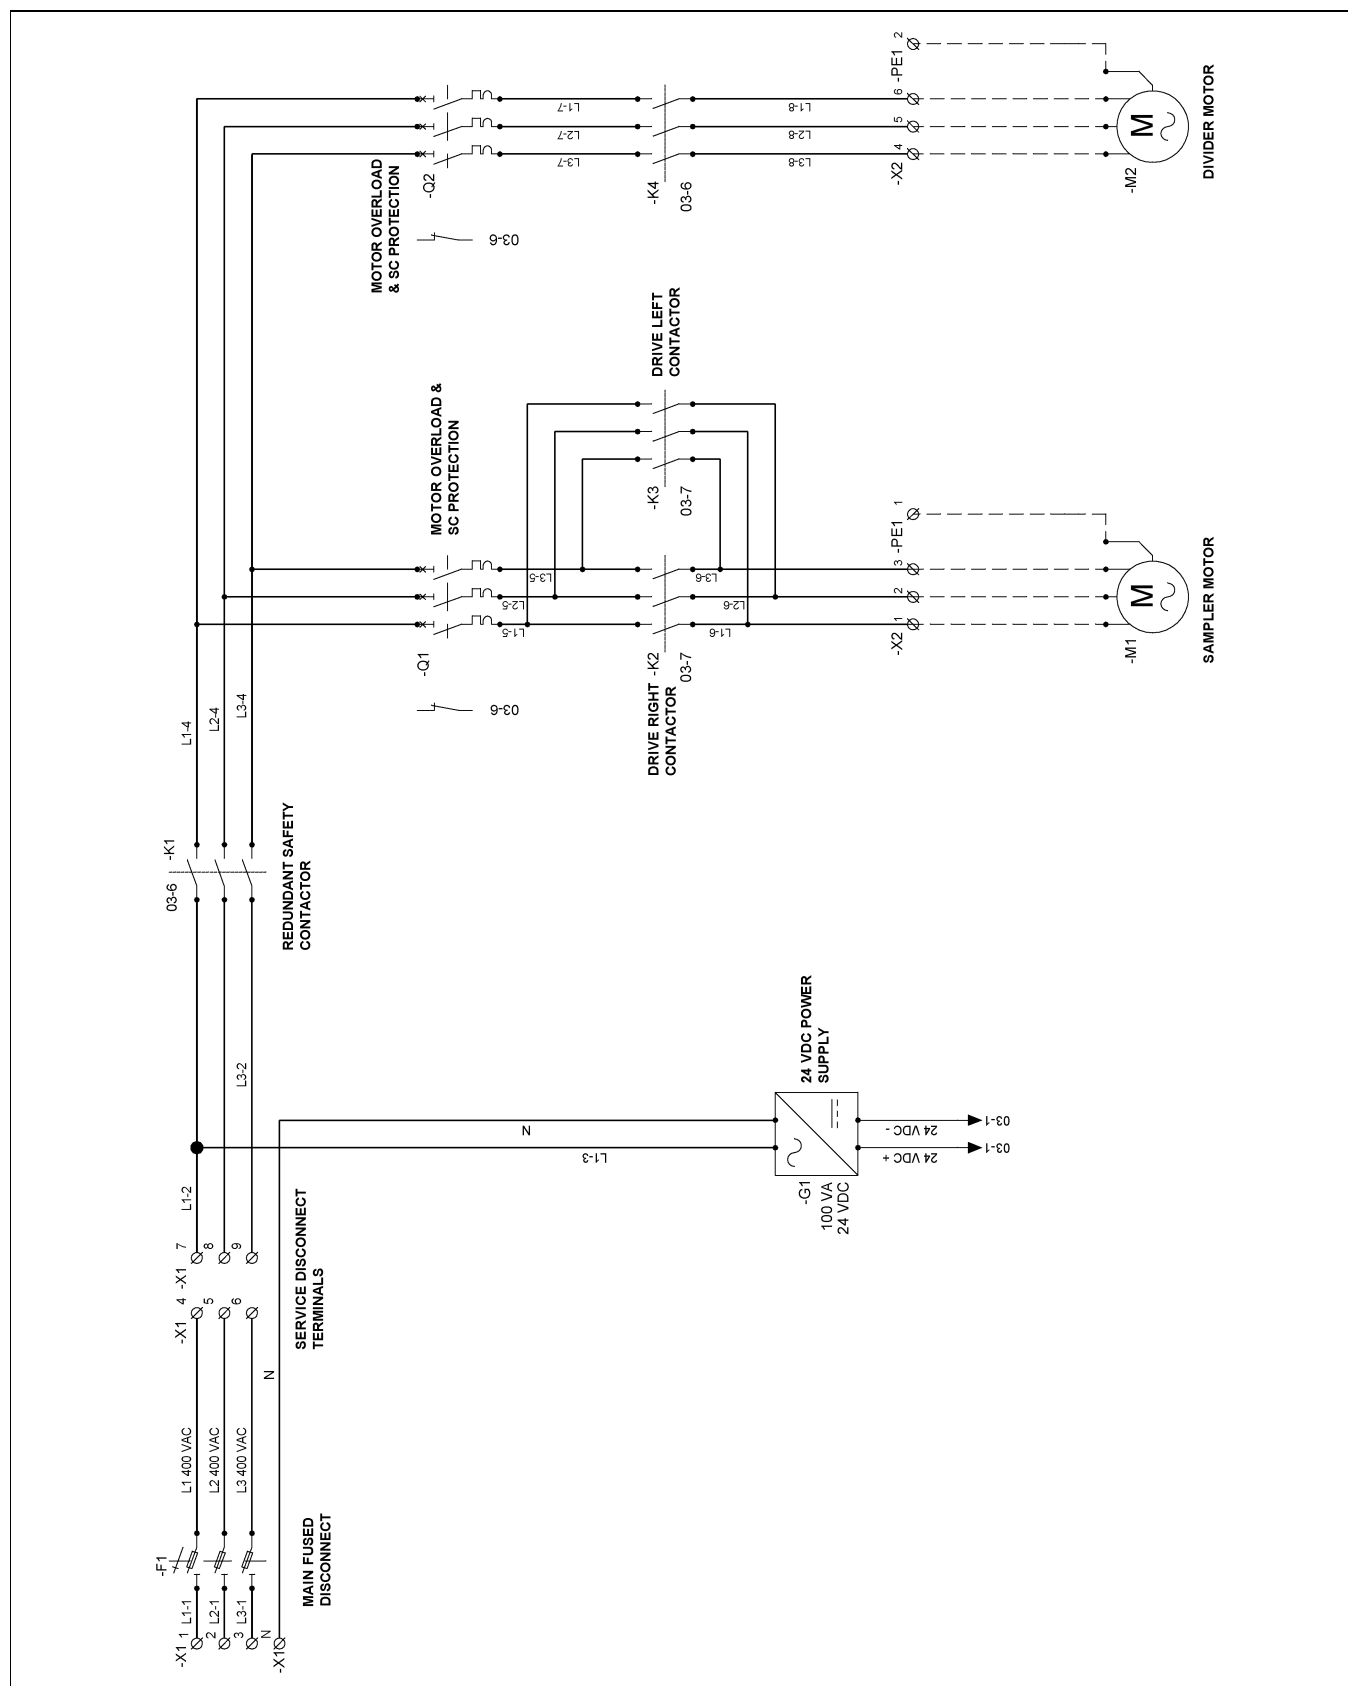 -X1
1
L1-1
2
L2-1
3
L3-1
N
-X1
-F1
MAIN FUSED
DISCONNECT
L1 400 VAC
L2 400 VAC
L3 400 VAC
N
-X1
4
5
6
-X1
7
8
9
SERVICE DISCONNECT
TERMINALS
L1-2
L3-2
L1-3
N
-G1
100 VA
24 VDC
24 VDC POWER
SUPPLY
24 VDC +
24 VDC -
03-1
03-1
03-6
-K1
REDUNDANT SAFETY
CONTACTOR
L1-4
L2-4
L3-4
03-6
-Q1
MOTOR OVERLOAD &
SC PROTECTION
L1-5
L2-5
L3-5
DRIVE RIGHT
CONTACTOR
-K2
03-7
-K3
03-7
DRIVE LEFT
CONTACTOR
L1-6
L2-6
L3-6
-X2
1
2
3
-PE1
1
-M1
M
SAMPLER MOTOR
MOTOR OVERLOAD
& SC PROTECTION
03-6
-Q2
L3-7
L2-7
L1-7
-K4
03-6
L3-8
L2-8
L1-8
-X2
4
5
6
-PE1
2
-M2
M
DIVIDER MOTOR